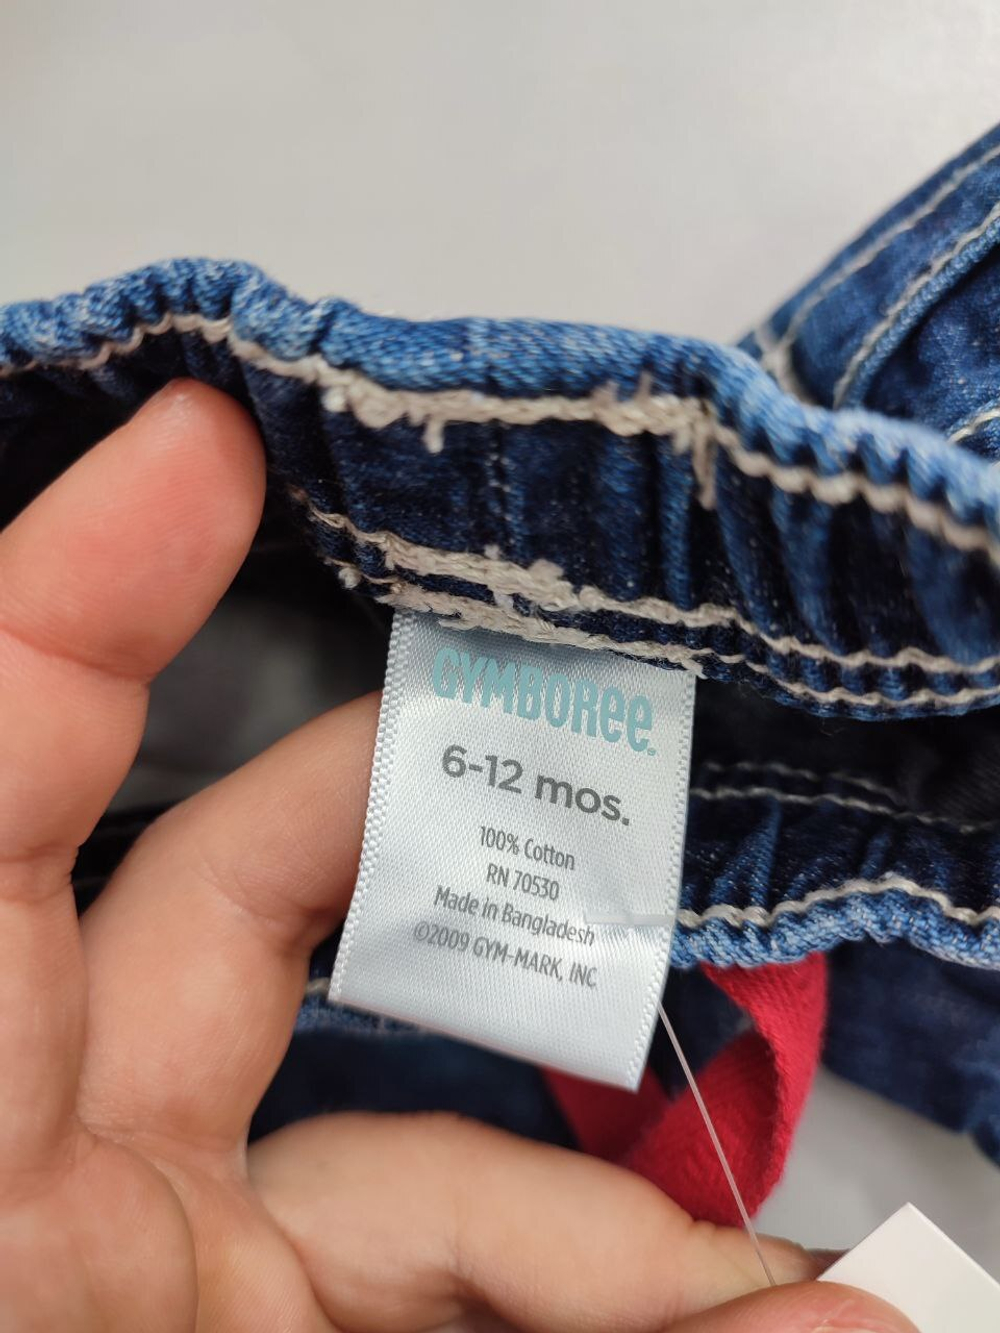 GYMBOREE.
6-12 mos.
100% Cotton
RN 70530
Made in Bangladesh
©2009 GYM-MARK, INC